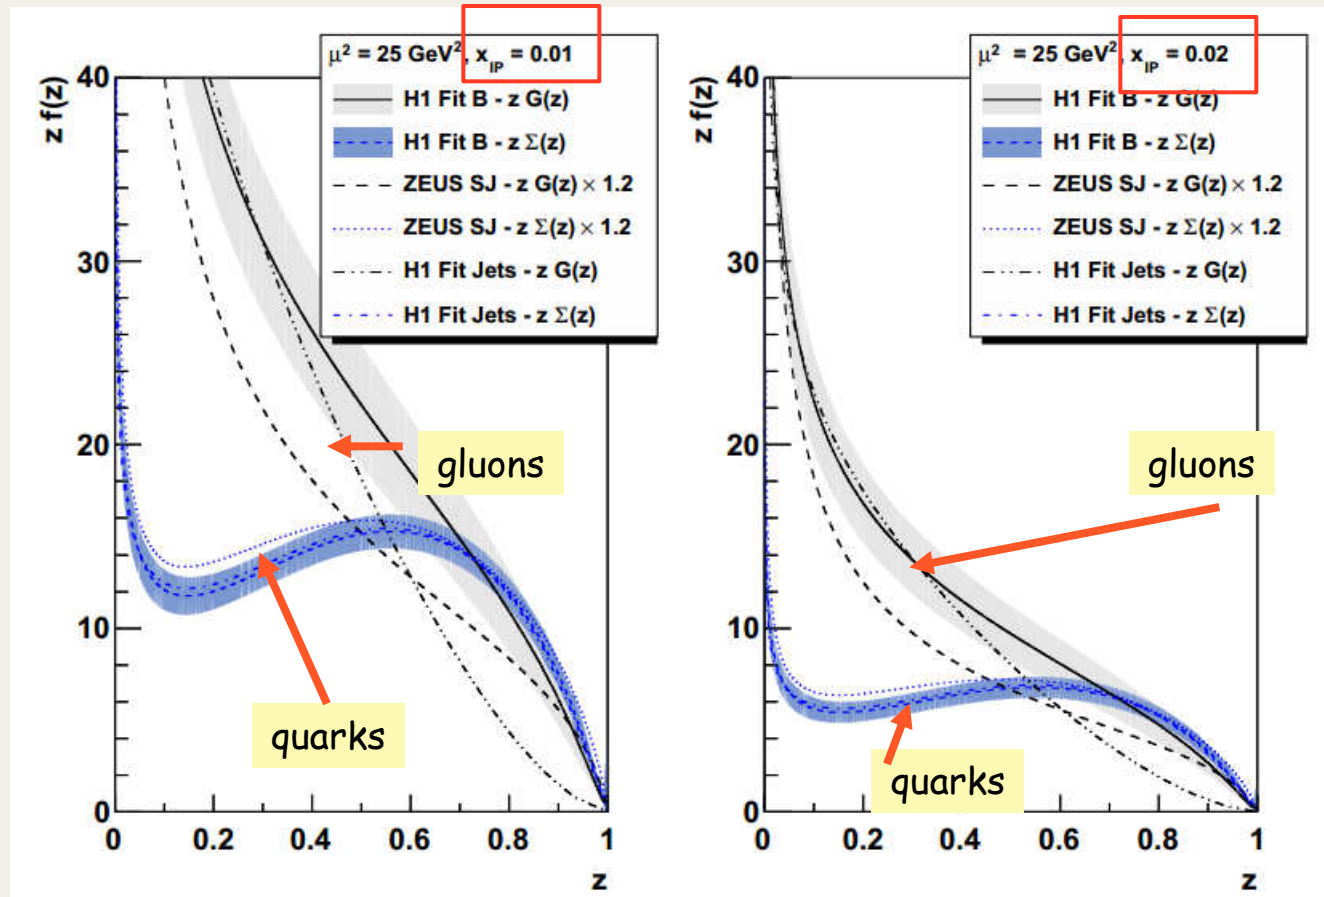 μ² = 25 GeV², x_IP = 0.01
H1 Fit B - z G(z)
H1 Fit B - z Σ(z)
ZEUS SJ - z G(z) × 1.2
ZEUS SJ - z Σ(z) × 1.2
H1 Fit Jets - z G(z)
H1 Fit Jets - z Σ(z)
z f(z)
40
30
20
10
0
gluons
quarks
0 0.2 0.4 0.6 0.8 1
z
μ² = 25 GeV², x_IP = 0.02
H1 Fit B - z G(z)
H1 Fit B - z Σ(z)
ZEUS SJ - z G(z) × 1.2
ZEUS SJ - z Σ(z) × 1.2
H1 Fit Jets - z G(z)
H1 Fit Jets - z Σ(z)
z f(z)
40
30
20
10
0
gluons
quarks
0 0.2 0.4 0.6 0.8 1
z